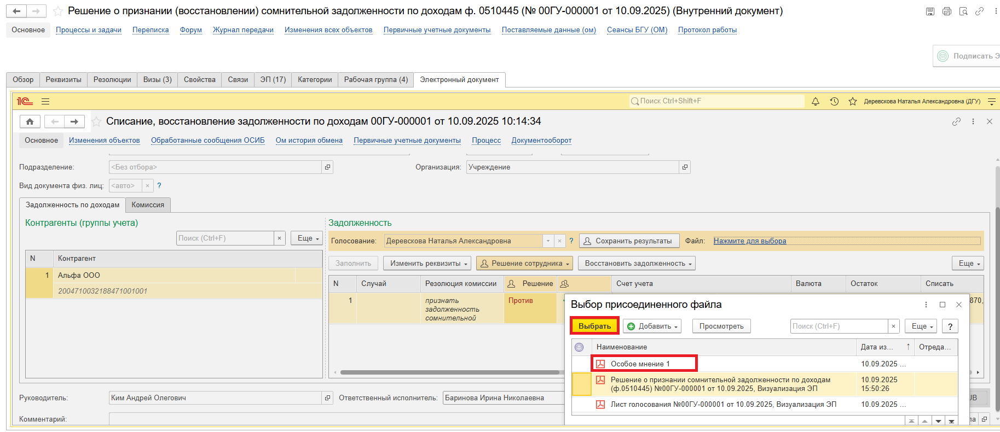 Решение о признании (восстановлении) сомнительной задолженности по доходам ф. 0510445 (№ 00ГУ-000001 от 10.09.2025) (Внутренний документ)
Основное Процессы и задачи Переписка Форум Журнал передачи Изменения всех объектов Первичные учетные документы Поставляемые данные (ом) Сеансы БГУ (ОМ) Протокол работы
Подписать Э
Обзор Реквизиты Резолюции Визы (3) Свойства Связи ЭП (17) Категории Рабочая группа (4) Электронный документ
1С Поиск Ctrl+Shift+F Деревскова Наталья Александровна (ДГУ)
Списание, восстановление задолженности по доходам 00ГУ-000001 от 10.09.2025 10:14:34
Основное Изменения объектов Обработанные сообщения ОСИБ Ом история обмена Первичные учетные документы Процесс Документооборот
Подразделение: <Без отбора> Организация: Учреждение
Вид документа физ. лиц: <авто> × ?
Задолженность по доходам Комиссия
Контрагенты (группы учета) Задолженность
Поиск (Ctrl+F) × Еще
Голосование: Деревскова Наталья Александровна × ? Сохранить результаты Файл: Нажмите для выбора
Заполнить Изменить реквизиты Решение сотрудника Восстановить задолженность Еще
N Контрагент
1 Альфа ООО
2004710032188471001001
N Случай Резолюция комиссии Решение Счет учета Валюта Остаток Списать
1 признать Против 870,
задолженность
сомнительной
Выбор присоединенного файла
Выбрать Добавить Просмотреть Поиск (Ctrl+F) × Еще ?
Наименование Дата из... ↑ Отреда...
Особое мнение 1 10.09.2025 ...
Решение о признании сомнительной задолженности по доходам 10.09.2025
(ф.0510445) №00ГУ-000001 от 10.09.2025, Визуализация ЭП 15:50:26
Лист голосования №00ГУ-000001 от 10.09.2025, Визуализация ЭП 10.09.2025 ...
Руководитель: Ким Андрей Олегович Ответственный исполнитель: Баринова Ирина Николаевна UB
Комментарий: ла